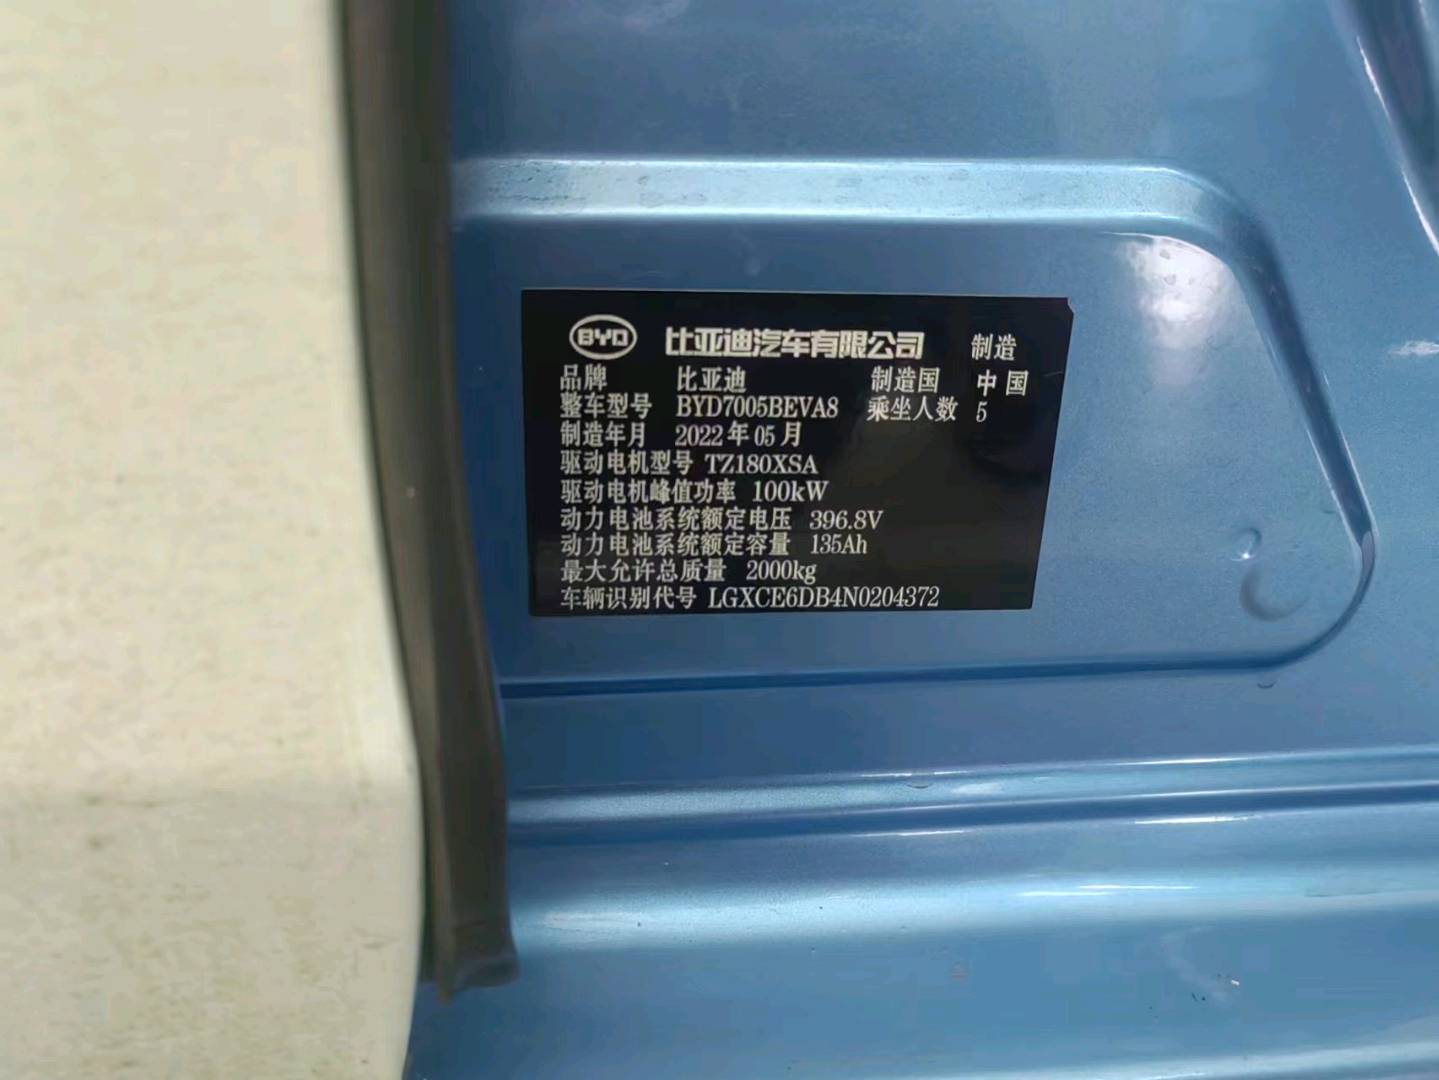 BYD 比亚迪汽车有限公司 制造
品牌 比亚迪 制造国 中国
整车型号 BYD7005BEVA8 乘坐人数 5
制造年月 2022年05月
驱动电机型号 TZ180XSA
驱动电机峰值功率 100kW
动力电池系统额定电压 396.8V
动力电池系统额定容量 135Ah
最大允许总质量 2000kg
车辆识别代号 LGXCE6DB4N0204372